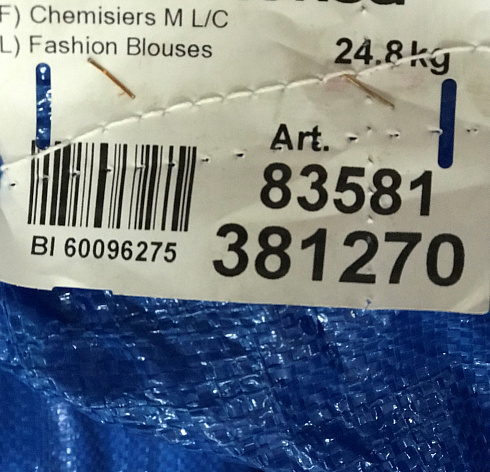 F) Chemisiers M L/C
L) Fashion Blouses
24.8 kg
Art.
83581
381270
BI 60096275